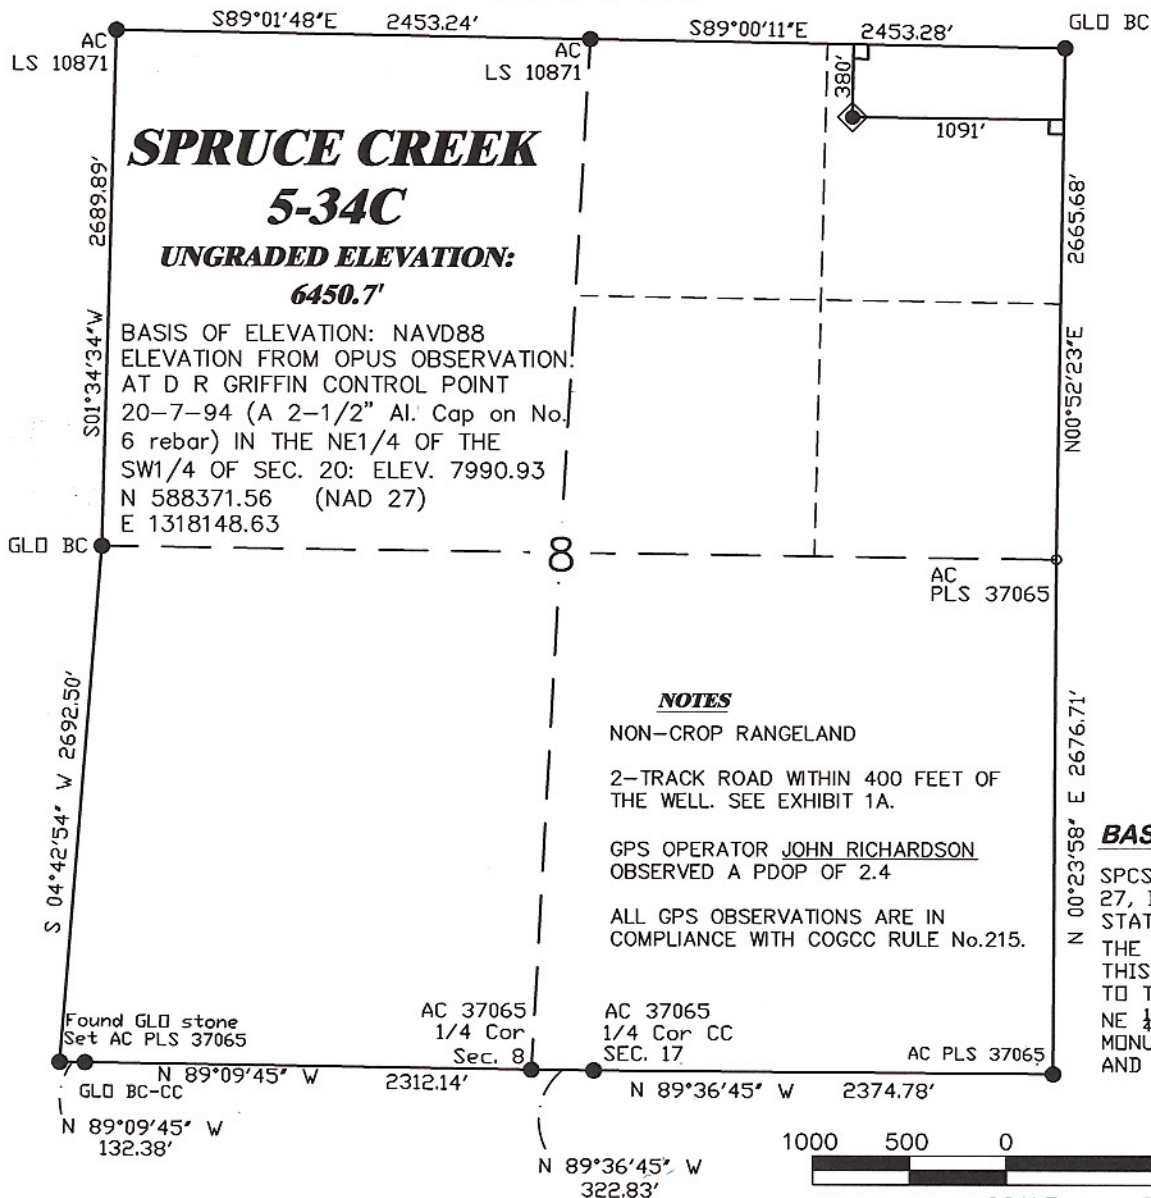 S89°01'48"E 2453.24'
S89°00'11"E 2453.28'
GLO BC
AC
LS 10871
AC
LS 10871
380'
1091'
SPRUCE CREEK
5-34C
UNGRADED ELEVATION:
6450.7'
2689.89'
S01°34'34"W
2665.68'
N00°52'23"E
BASIS OF ELEVATION: NAVD88
ELEVATION FROM OPUS OBSERVATION
AT D R GRIFFIN CONTROL POINT
20-7-94 (A 2-1/2" Al. Cap on No.
6 rebar) IN THE NE1/4 OF THE
SW1/4 OF SEC. 20: ELEV. 7990.93
N 588371.56 (NAD 27)
E 1318148.63
GLO BC
8
AC
PLS 37065
S 04°42'54" W 2692.50'
N 00°23'58" E 2676.71'
NOTES
NON-CROP RANGELAND
2-TRACK ROAD WITHIN 400 FEET OF
THE WELL. SEE EXHIBIT 1A.
GPS OPERATOR JOHN RICHARDSON
OBSERVED A PDOP OF 2.4
ALL GPS OBSERVATIONS ARE IN
COMPLIANCE WITH COGCC RULE No.215.
BAS
SPCS
27,
STAT
THE
THIS
TO T
NE 1/4
MONU
AND
Found GLO stone
Set AC PLS 37065
AC 37065
1/4 Cor
Sec. 8
AC 37065
1/4 Cor CC
SEC. 17
AC PLS 37065
GLO BC-CC
N 89°09'45" W 2312.14'
N 89°36'45" W 2374.78'
N 89°09'45" W
132.38'
N 89°36'45" W
322.83'
1000 500 0